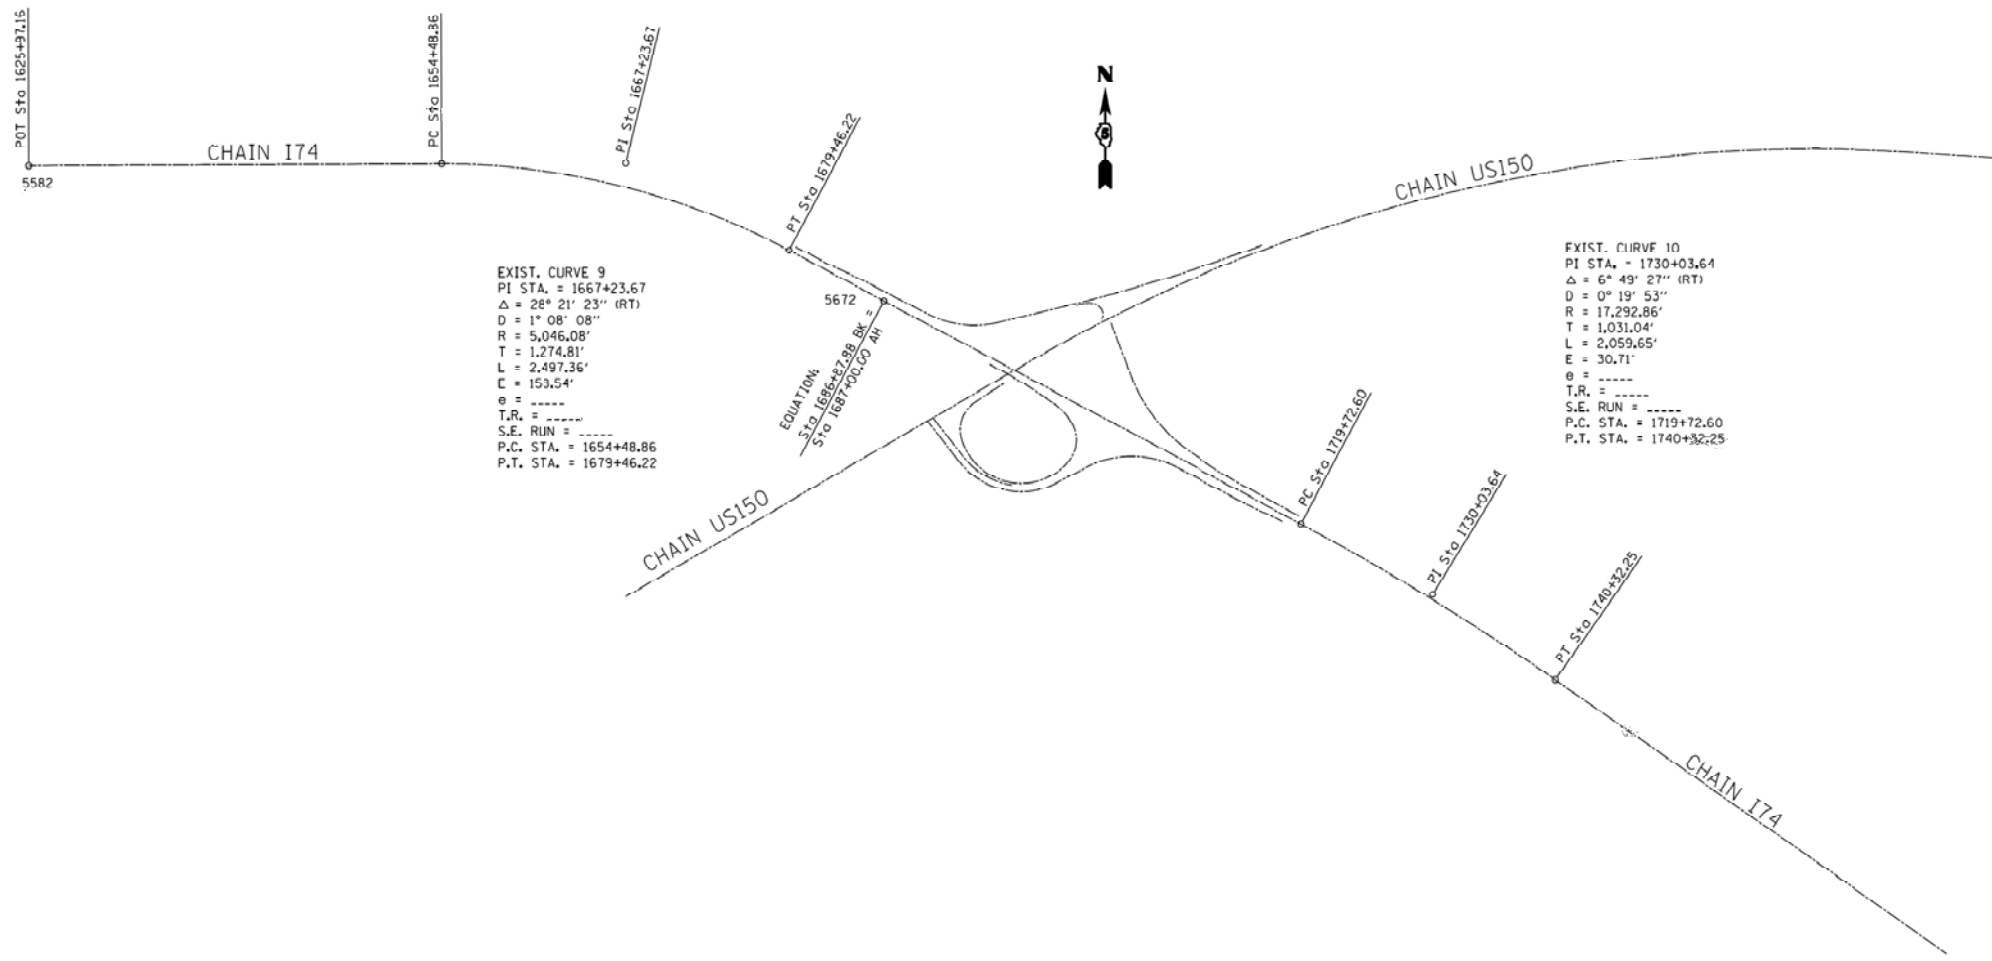 POT Sta 1625+97.15
PC Sta 1654+48.86
PI Sta 1667+23.67
PT Sta 1679+46.22
N
CHAIN I74
5582
CHAIN US150
EXIST. CURVE 9
PI STA. = 1667+23.67
Δ = 28° 21' 23'' (RT)
D = 1° 08' 08''
R = 5,046.08'
T = 1,274.81'
L = 2,497.36'
E = 158.54'
e = -----
T.R. = -----
S.E. RUN = -----
P.C. STA. = 1654+48.86
P.T. STA. = 1679+46.22
5672
EQUATION:
Sta 1686+87.98 BK =
Sta 1687+00.00 AH
EXIST. CURVE 10
PI STA. = 1730+03.64
Δ = 6° 49' 27'' (RT)
D = 0° 19' 53''
R = 17,292.86'
T = 1,031.04'
L = 2,059.65'
E = 30.71'
e = -----
T.R. = -----
S.E. RUN = -----
P.C. STA. = 1719+72.60
P.T. STA. = 1740+32.25
CHAIN US150
PC Sta 1719+72.60
PI Sta 1730+03.64
PT Sta 1740+32.25
CHAIN I74